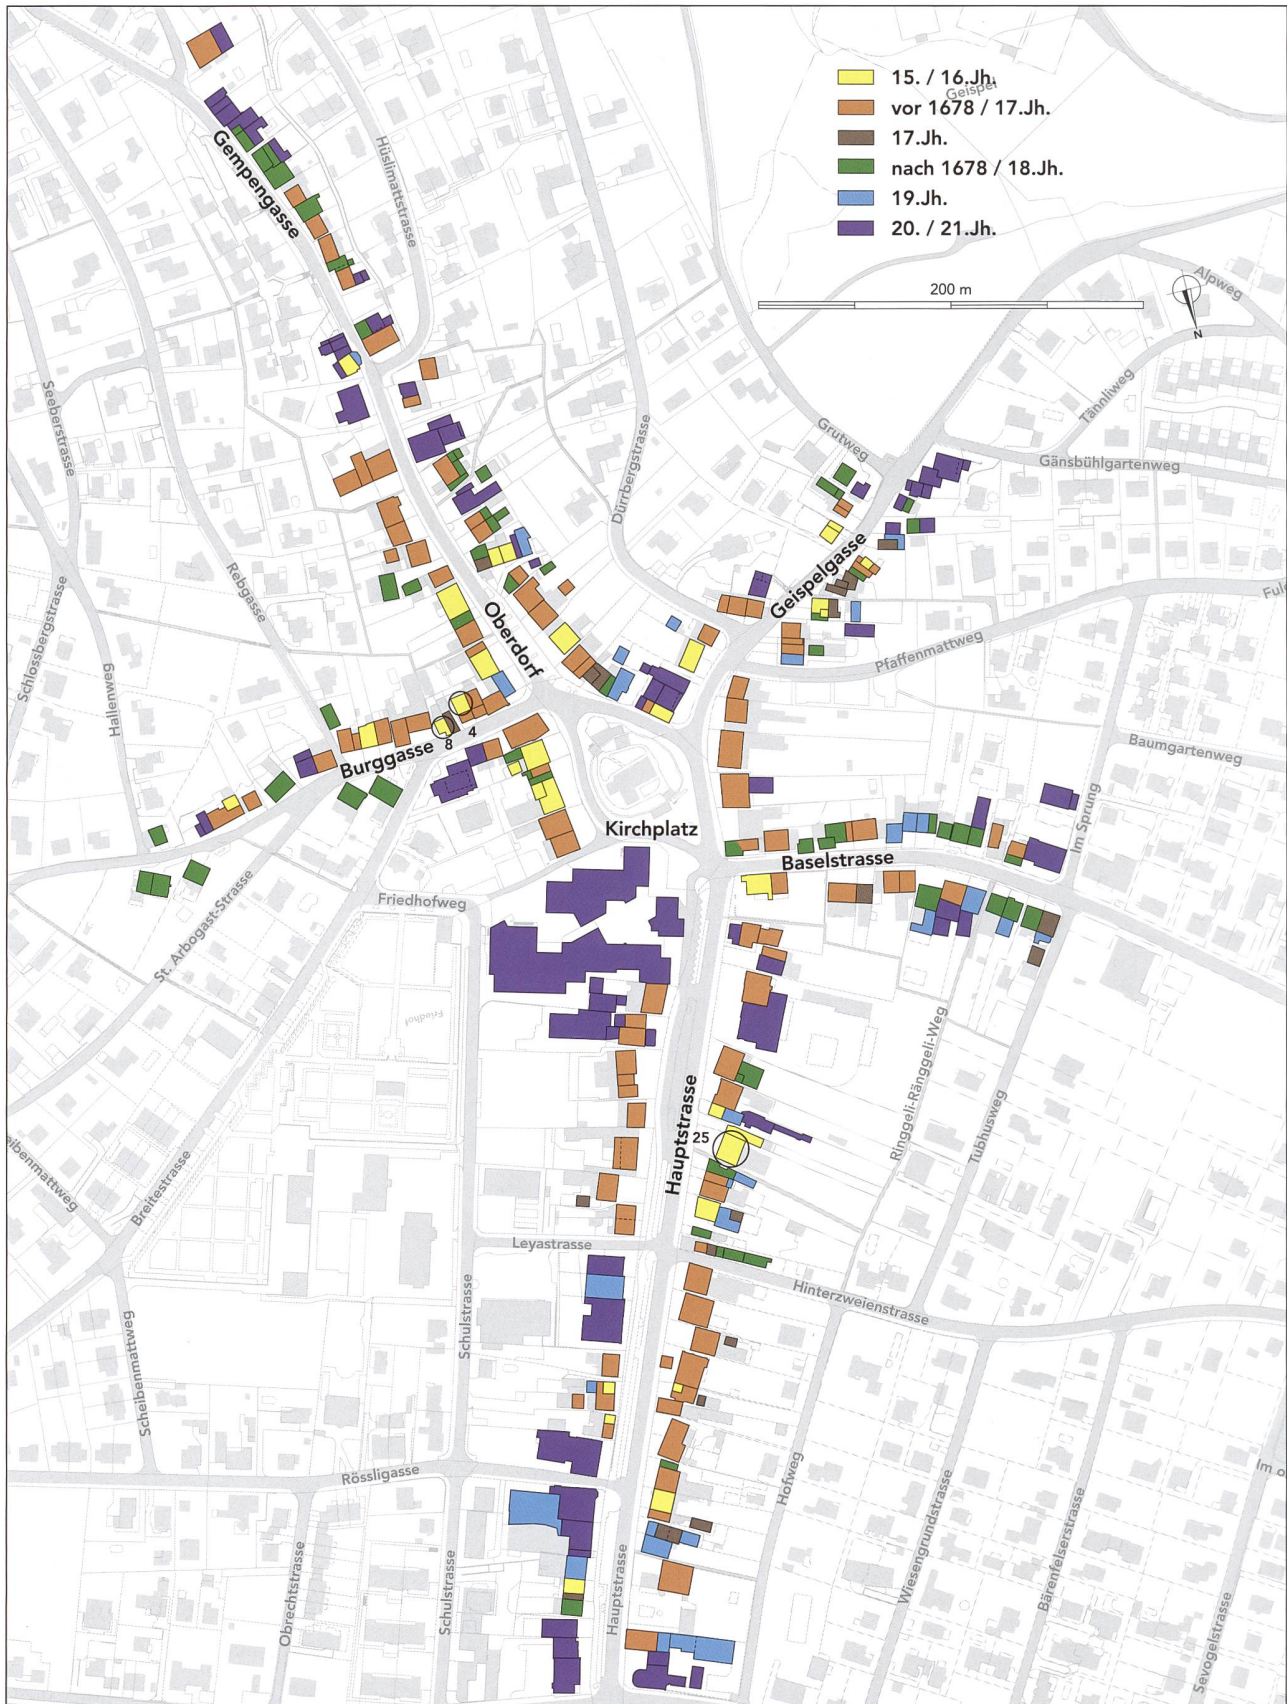 15. / 16.Jh.
Geispel
vor 1678 / 17.Jh.
17.Jh.
nach 1678 / 18.Jh.
19.Jh.
20. / 21.Jh.
200 m
N
Alpweg
Gempengasse
Hüslimattstrasse
Seeberstrasse
Tännliweg
Grutweg
Gänsbühlgartenweg
Dürrbergstrasse
Geispelgasse
Rebgasse
Schlossbergstrasse
Oberdorf
Hallenweg
Pfaffenmattweg
Burggasse
8
4
Baumgartenweg
Kirchplatz
Im Sprung
Baselstrasse
Friedhofweg
St. Arbogast-Strasse
Friedhof
Ringgeli-Ränggeli-Weg
Tubhusweg
Hauptstrasse
25
Breitestrasse
Leyastrasse
Hinterzweienstrasse
Schulstrasse
Scheibenmattweg
Rössligasse
Hofweg
Obrechtstrasse
Schulstrasse
Hauptstrasse
Wiesengrundstrasse
Bärenfelserstrasse
Sevogelstrasse